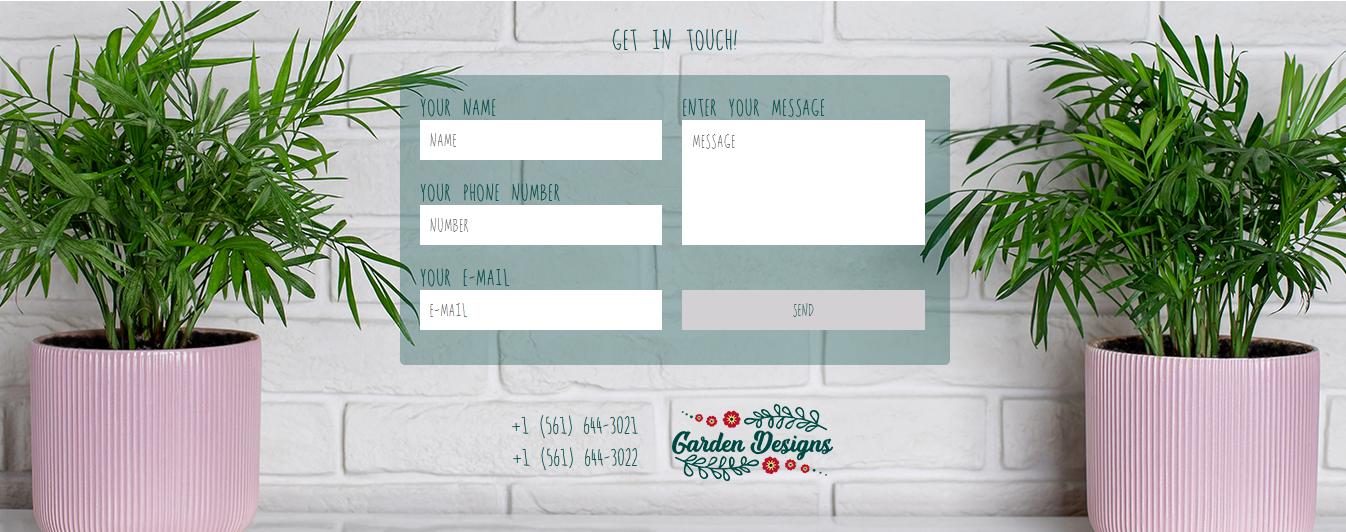 GET IN TOUCH!
YOUR NAME
NAME
YOUR PHONE NUMBER
NUMBER
YOUR E-MAIL
E-MAIL
ENTER YOUR MESSAGE
MESSAGE
SEND
+1 (561) 644-3021
+1 (561) 644-3022
Garden Designs